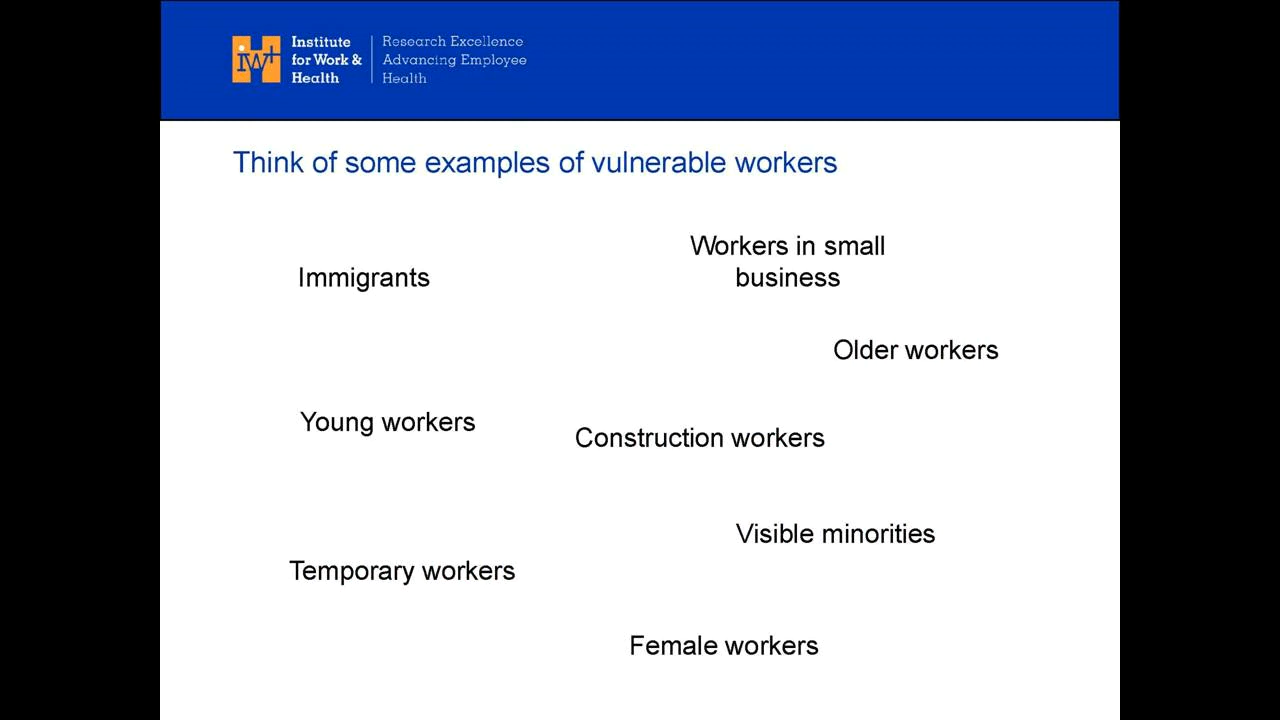 iw+
Institute
for Work &
Health
Research Excellence
Advancing Employee
Health
Think of some examples of vulnerable workers
Immigrants
Workers in small
business
Older workers
Young workers
Construction workers
Visible minorities
Temporary workers
Female workers